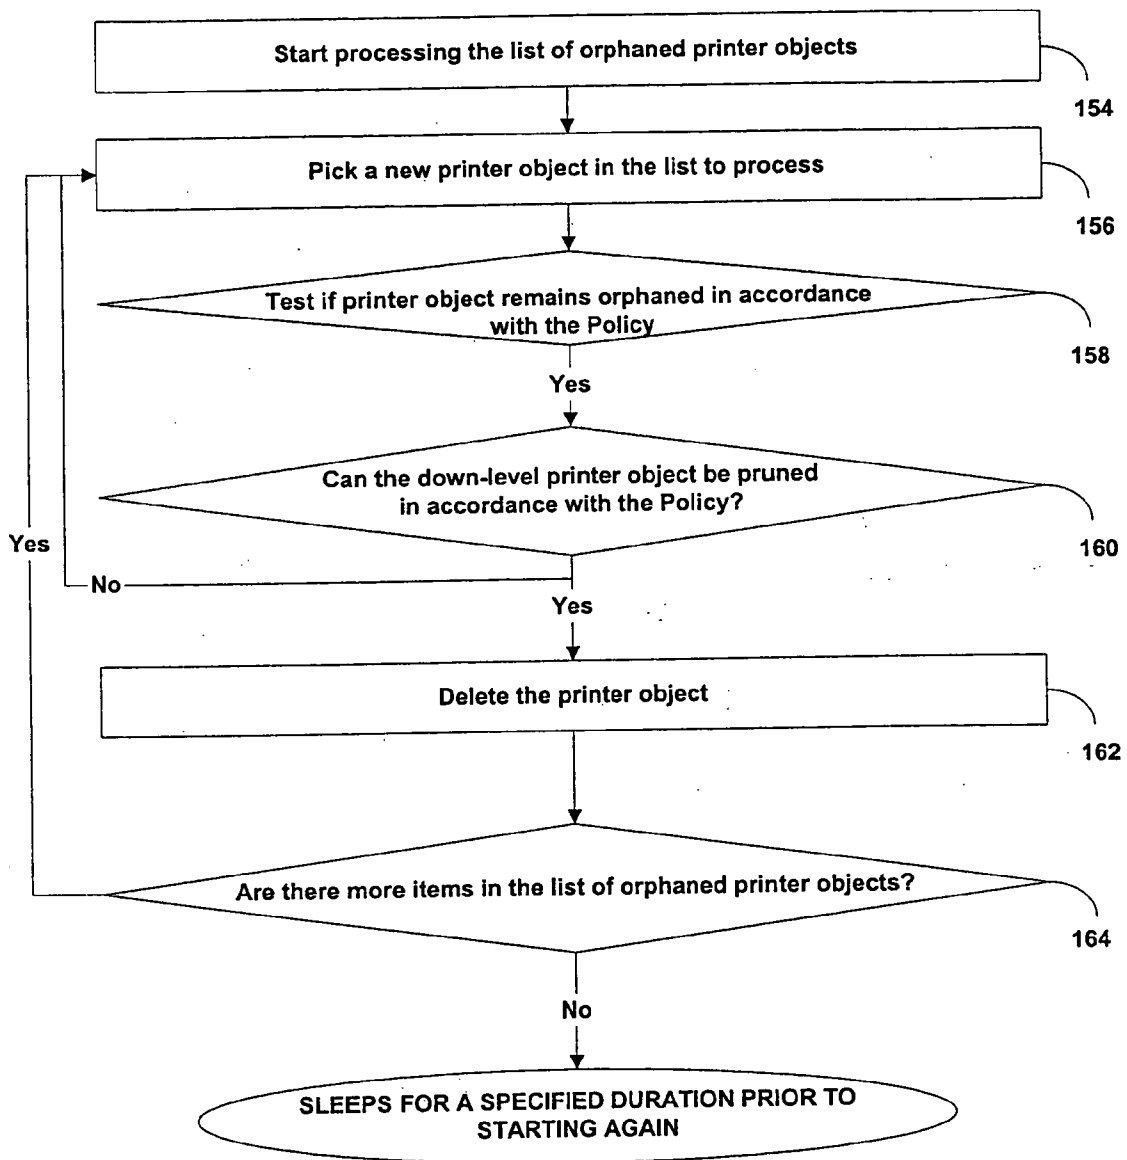 Start processing the list of orphaned printer objects
154
Pick a new printer object in the list to process
156
Test if printer object remains orphaned in accordance
with the Policy
158
Yes
Can the down-level printer object be pruned
in accordance with the Policy?
160
Yes
No
Yes
Delete the printer object
162
Are there more items in the list of orphaned printer objects?
164
No
SLEEPS FOR A SPECIFIED DURATION PRIOR TO
STARTING AGAIN